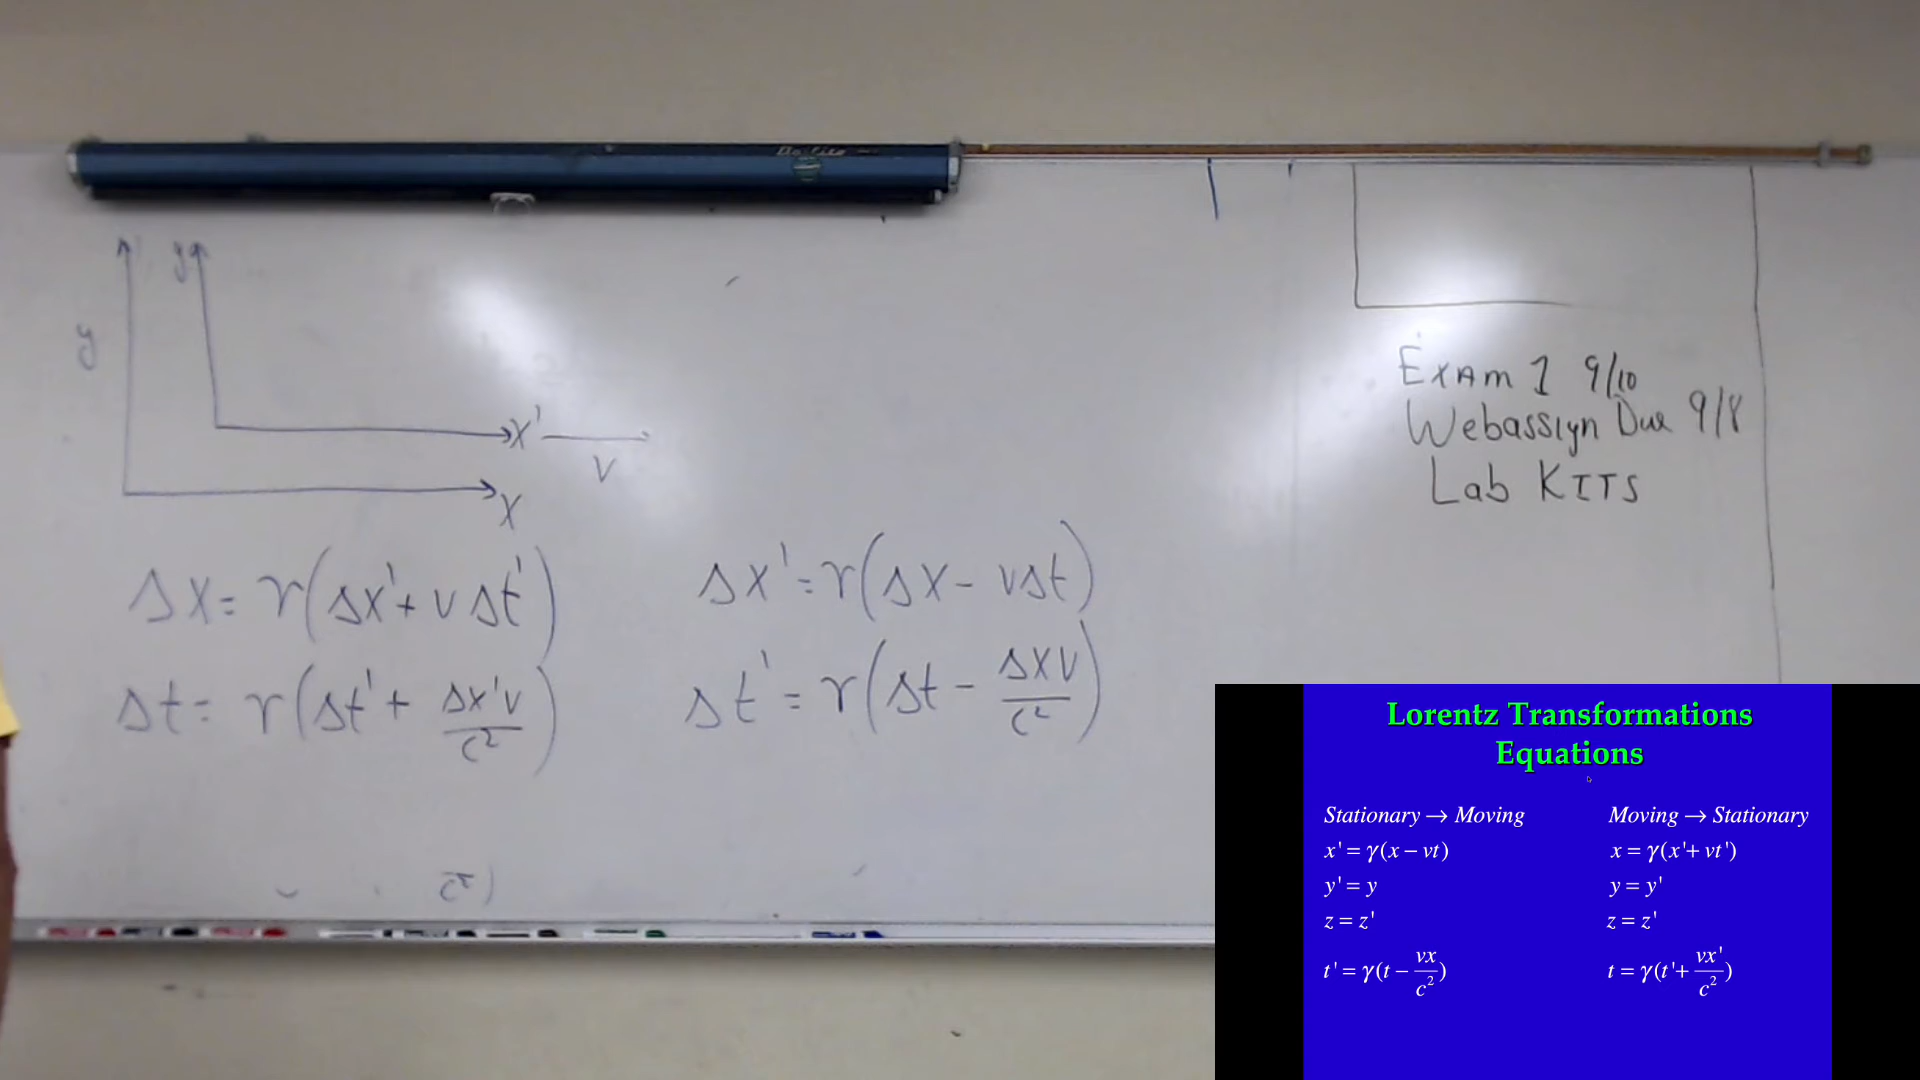 y'
y
x'
v
x
Δx = γ(Δx' + vΔt')
Δt = γ(Δt' + Δx'v/c²)
Δx' = γ(Δx - vΔt)
Δt' = γ(Δt - Δxv/c²)
Exam 1 9/10
Webassign Due 9/8
Lab KITS
Lorentz Transformations
Equations
Stationary → Moving
x' = γ(x − vt)
y' = y
z = z'
t' = γ(t − vx/c²)
Moving → Stationary
x = γ(x'+ vt')
y = y'
z = z'
t = γ(t'+ vx'/c²)